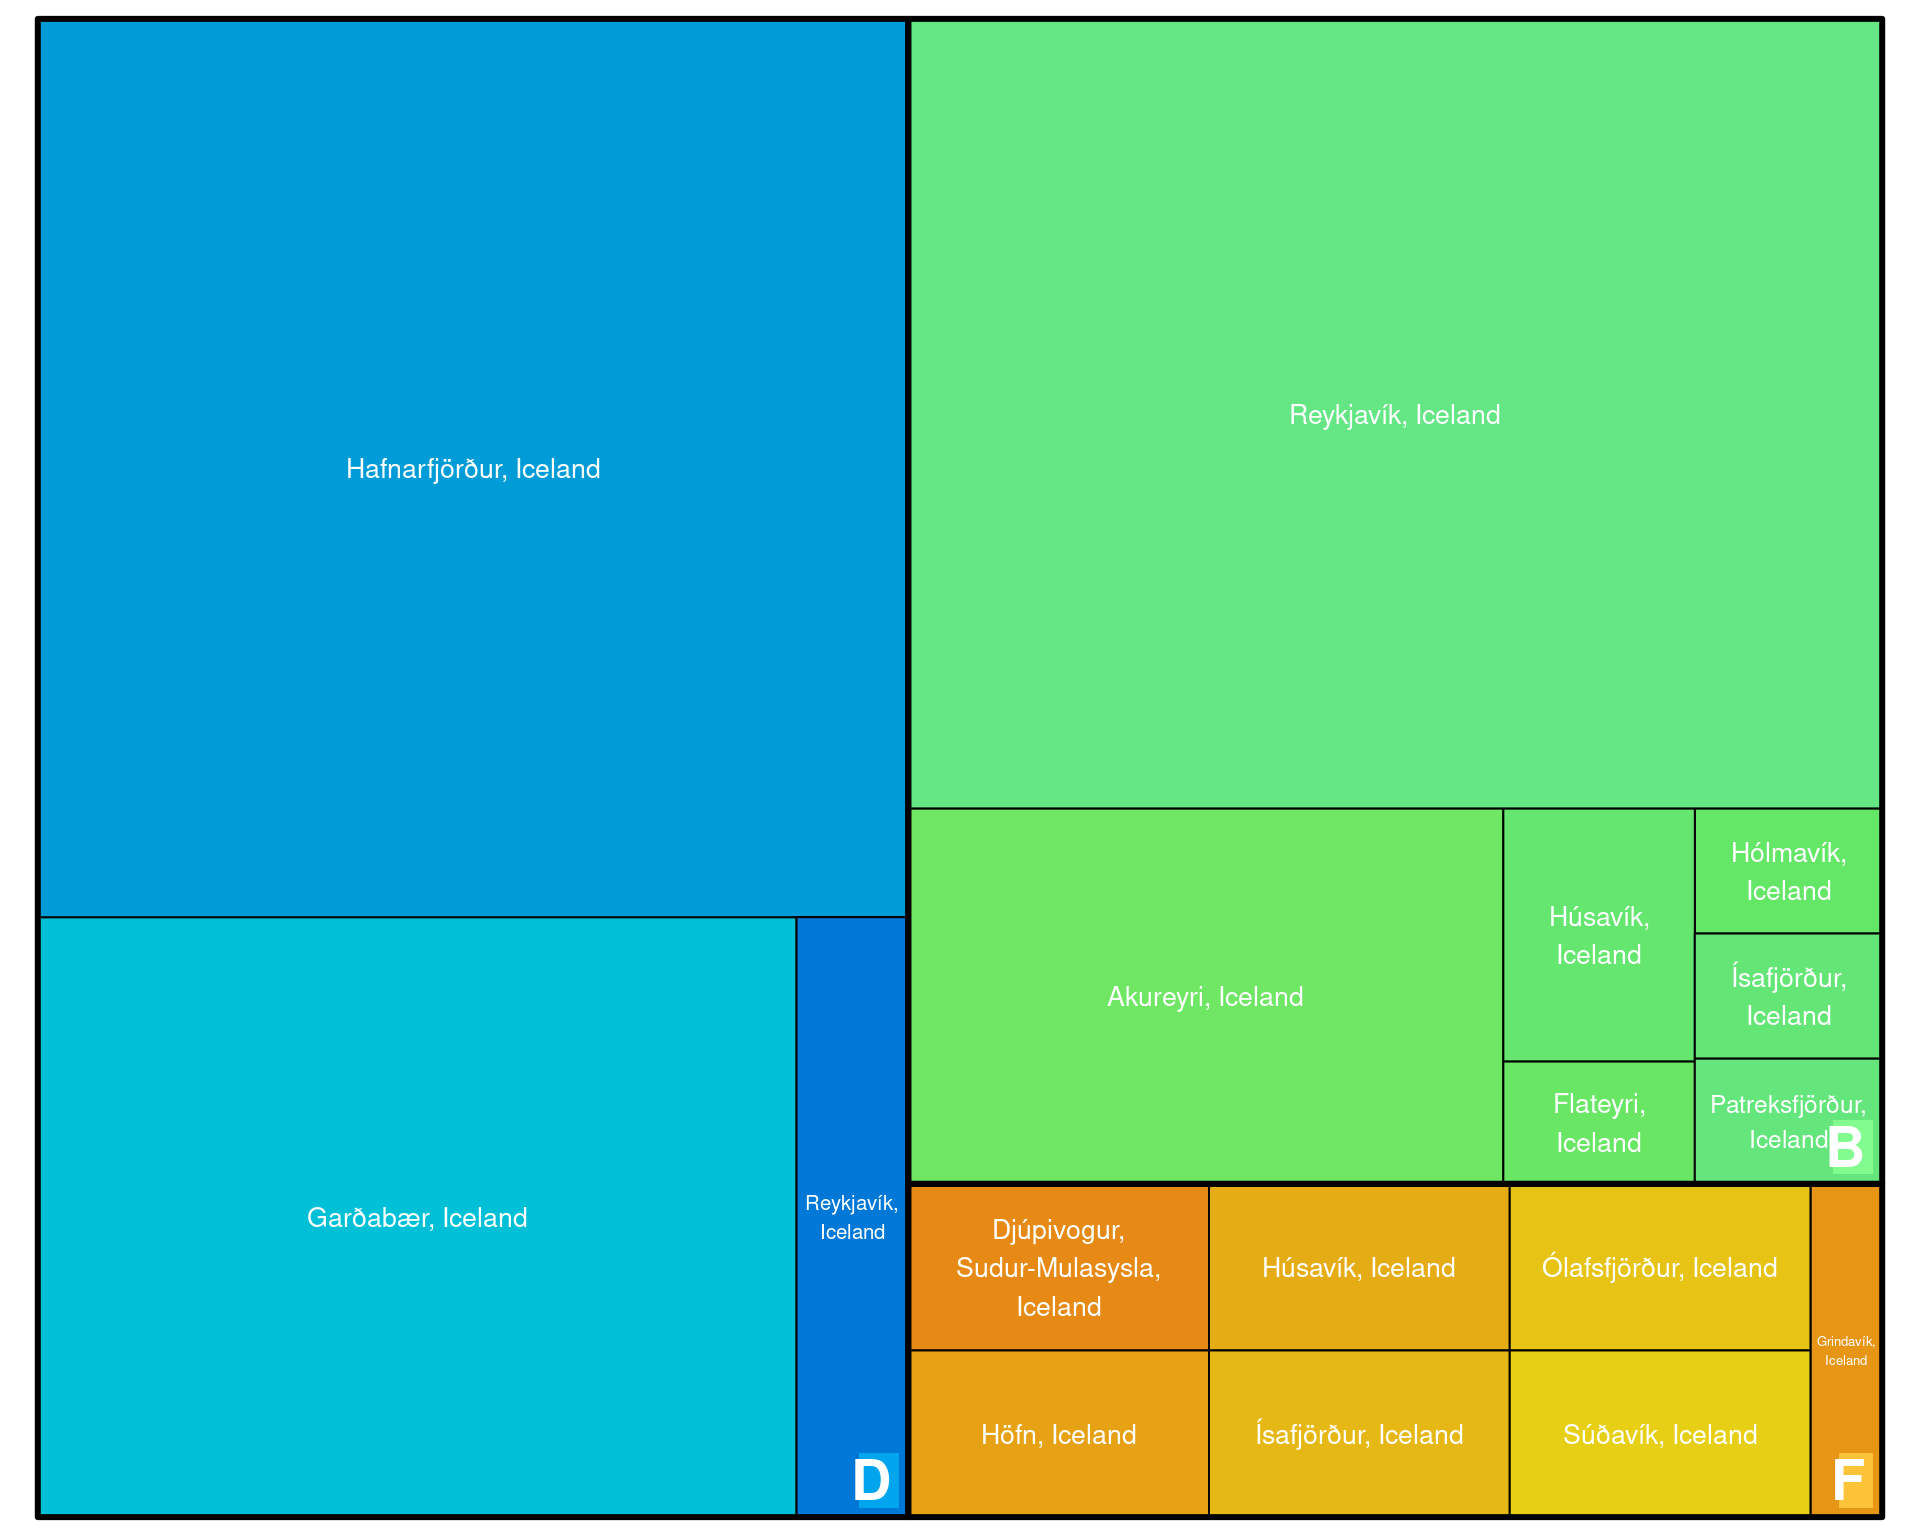 Hafnarfjörður, Iceland
Garðabær, Iceland
Reykjavík,
Iceland
D
Reykjavík, Iceland
Akureyri, Iceland
Húsavík,
Iceland
Flateyri,
Iceland
Hólmavík,
Iceland
Ísafjörður,
Iceland
Patreksfjörður,
Iceland
B
Djúpivogur,
Sudur-Mulasysla,
Iceland
Húsavík, Iceland
Ólafsfjörður, Iceland
Höfn, Iceland
Ísafjörður, Iceland
Súðavík, Iceland
Grindavík,
Iceland
F